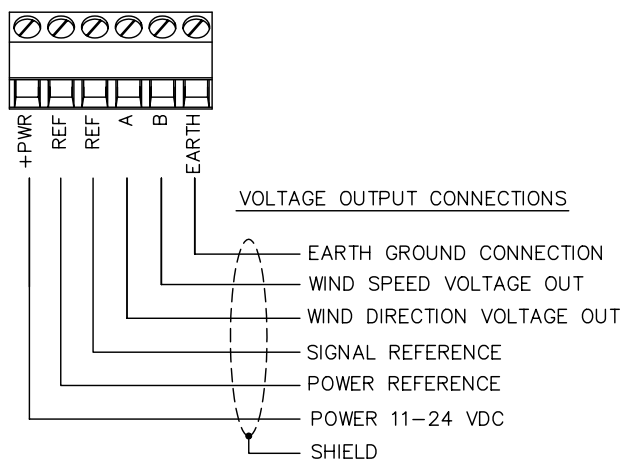 +PWR
REF
REF
A
B
EARTH
VOLTAGE OUTPUT CONNECTIONS
EARTH GROUND CONNECTION
WIND SPEED VOLTAGE OUT
WIND DIRECTION VOLTAGE OUT
SIGNAL REFERENCE
POWER REFERENCE
POWER 11-24 VDC
SHIELD